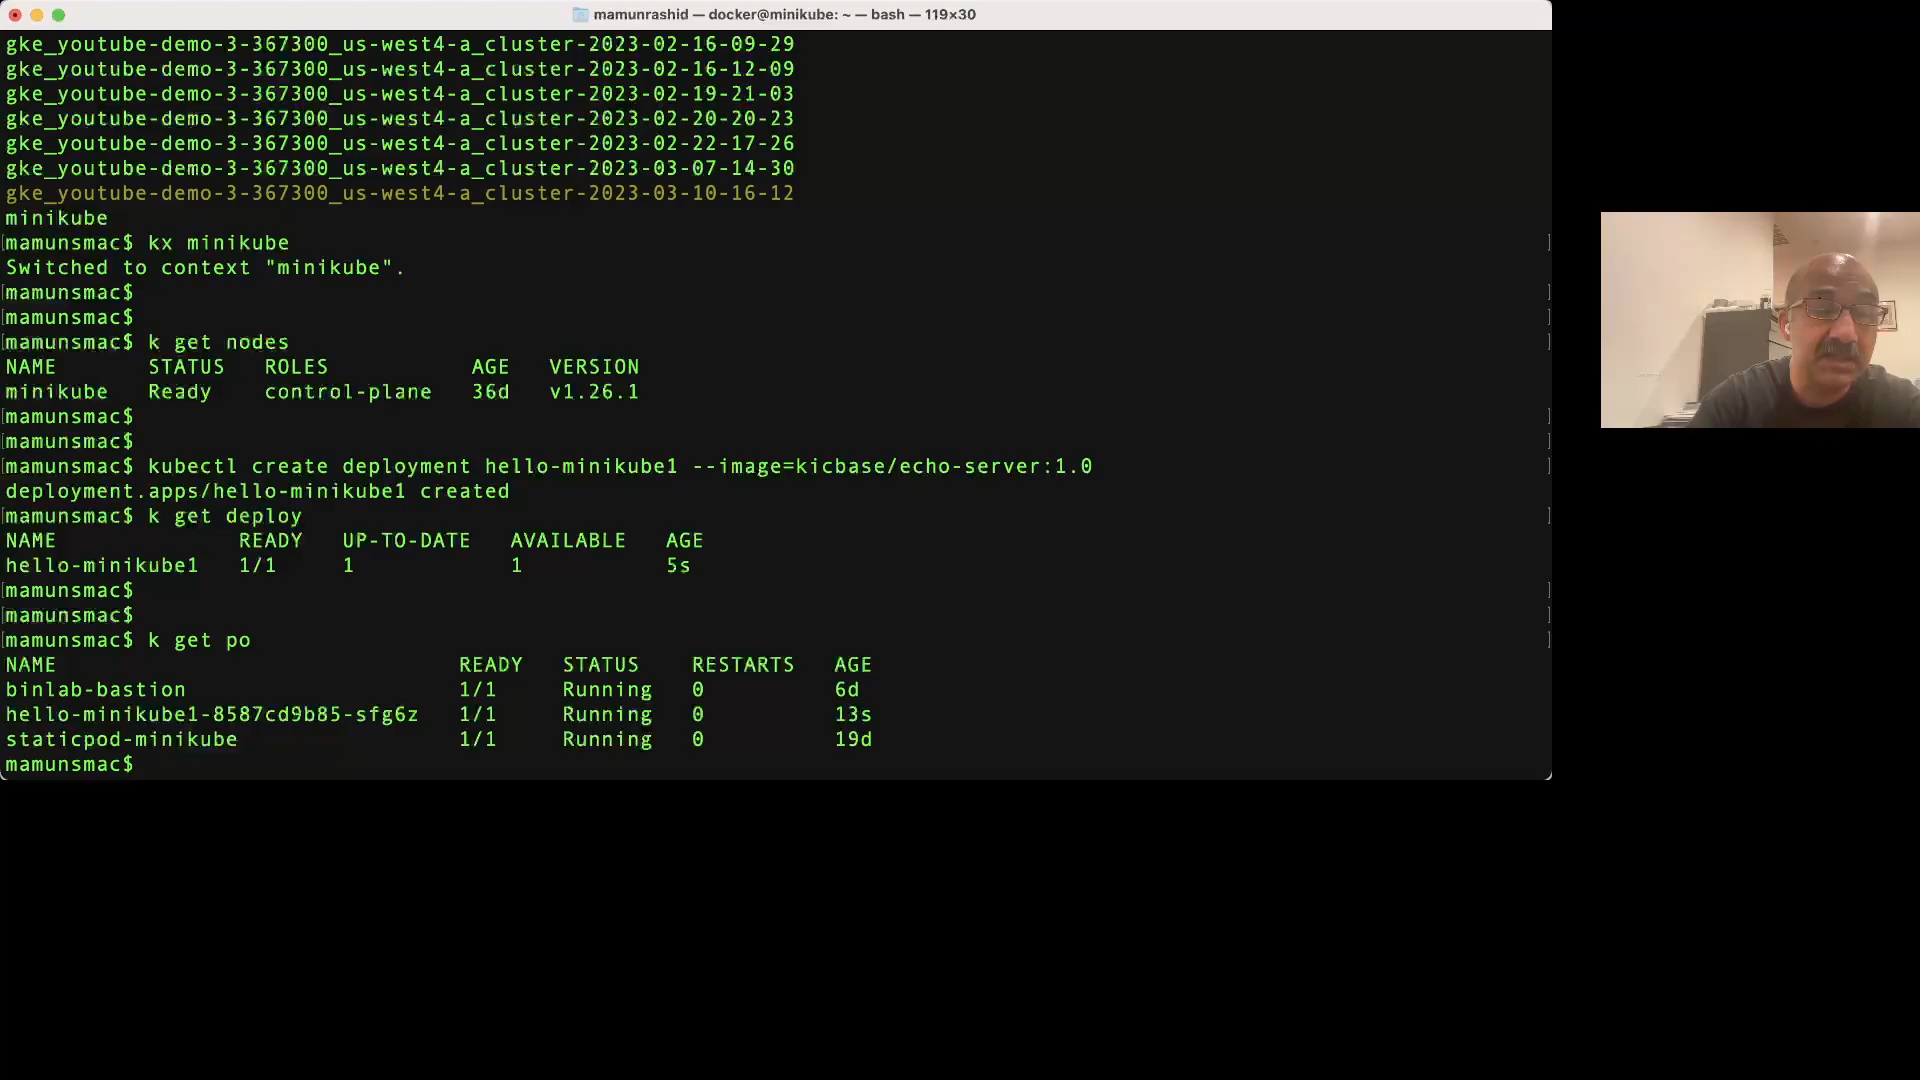 mamunrashid — docker@minikube: ~ — bash — 119×30
gke_youtube-demo-3-367300_us-west4-a_cluster-2023-02-16-09-29
gke_youtube-demo-3-367300_us-west4-a_cluster-2023-02-16-12-09
gke_youtube-demo-3-367300_us-west4-a_cluster-2023-02-19-21-03
gke_youtube-demo-3-367300_us-west4-a_cluster-2023-02-20-20-23
gke_youtube-demo-3-367300_us-west4-a_cluster-2023-02-22-17-26
gke_youtube-demo-3-367300_us-west4-a_cluster-2023-03-07-14-30
gke_youtube-demo-3-367300_us-west4-a_cluster-2023-03-10-16-12
minikube
[mamunsmac$ kx minikube ]
Switched to context "minikube".
[mamunsmac$ ]
[mamunsmac$ ]
[mamunsmac$ k get nodes ]
NAME STATUS ROLES AGE VERSION
minikube Ready control-plane 36d v1.26.1
[mamunsmac$ ]
[mamunsmac$ ]
[mamunsmac$ kubectl create deployment hello-minikube1 --image=kicbase/echo-server:1.0 ]
deployment.apps/hello-minikube1 created
[mamunsmac$ k get deploy ]
NAME READY UP-TO-DATE AVAILABLE AGE
hello-minikube1 1/1 1 1 5s
[mamunsmac$ ]
[mamunsmac$ ]
[mamunsmac$ k get po ]
NAME READY STATUS RESTARTS AGE
binlab-bastion 1/1 Running 0 6d
hello-minikube1-8587cd9b85-sfg6z 1/1 Running 0 13s
staticpod-minikube 1/1 Running 0 19d
mamunsmac$